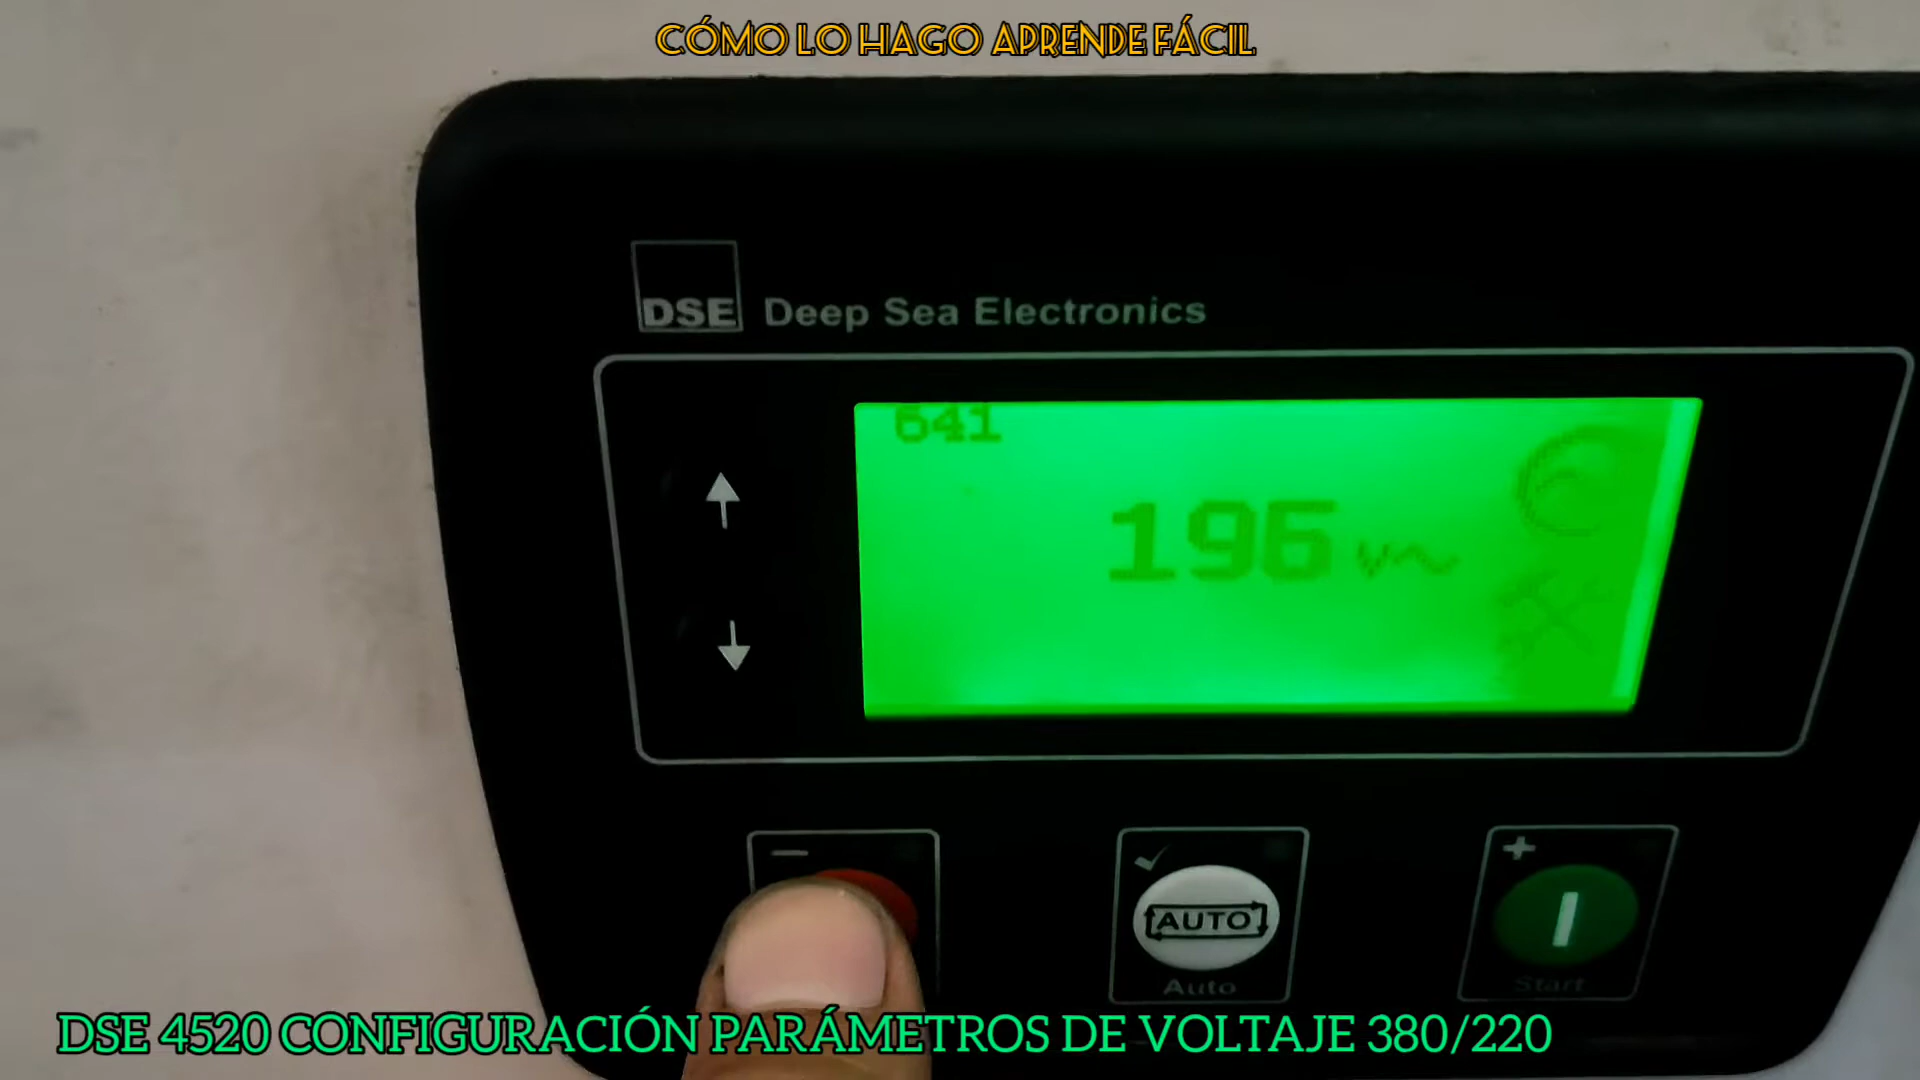 CÓMO LO HAGO APRENDE FÁCIL
DSE Deep Sea Electronics
641
196 V~
AUTO
Auto
Start
DSE 4520 CONFIGURACIÓN PARÁMETROS DE VOLTAJE 380/220